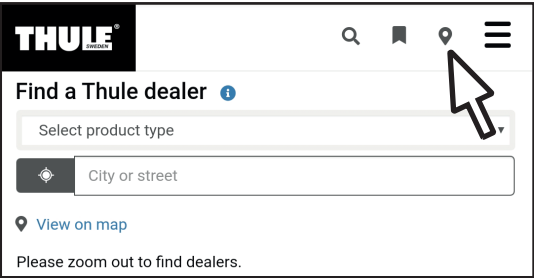 THULE®
SWEDEN
Find a Thule dealer
Select product type
City or street
View on map
Please zoom out to find dealers.